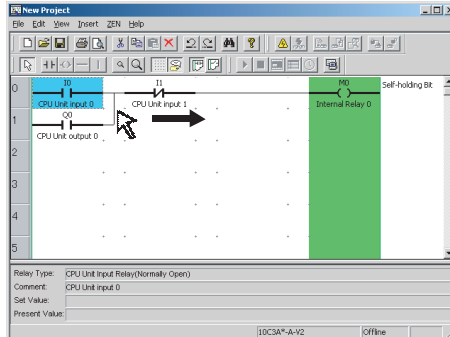 New Project
File Edit View Insert ZEN Help
0 I0 I1 M0 Self-holding Bit
CPU Unit input 0 CPU Unit input 1 Internal Relay 0
1 Q0
CPU Unit output 0
2
3
4
5
Relay Type: CPU Unit Input Relay(Normally Open)
Comment: CPU Unit input 0
Set Value:
Present Value:
10C3A*-A-V2 Offline